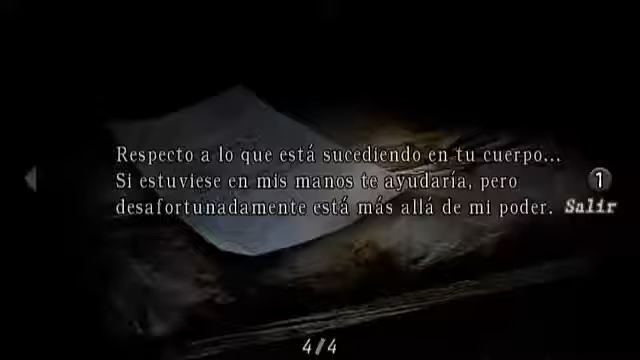 Respecto a lo que está sucediendo en tu cuerpo...
Si estuviese en mis manos te ayudaría, pero
desafortunadamente está más allá de mi poder.
1
Salir
4/4